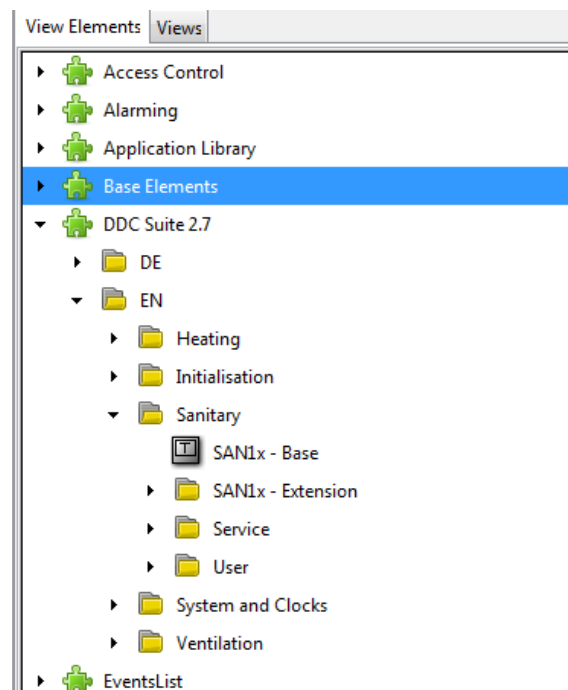 View Elements Views
Access Control
Alarming
Application Library
Base Elements
DDC Suite 2.7
DE
EN
Heating
Initialisation
Sanitary
T SAN1x - Base
SAN1x - Extension
Service
User
System and Clocks
Ventilation
EventsList